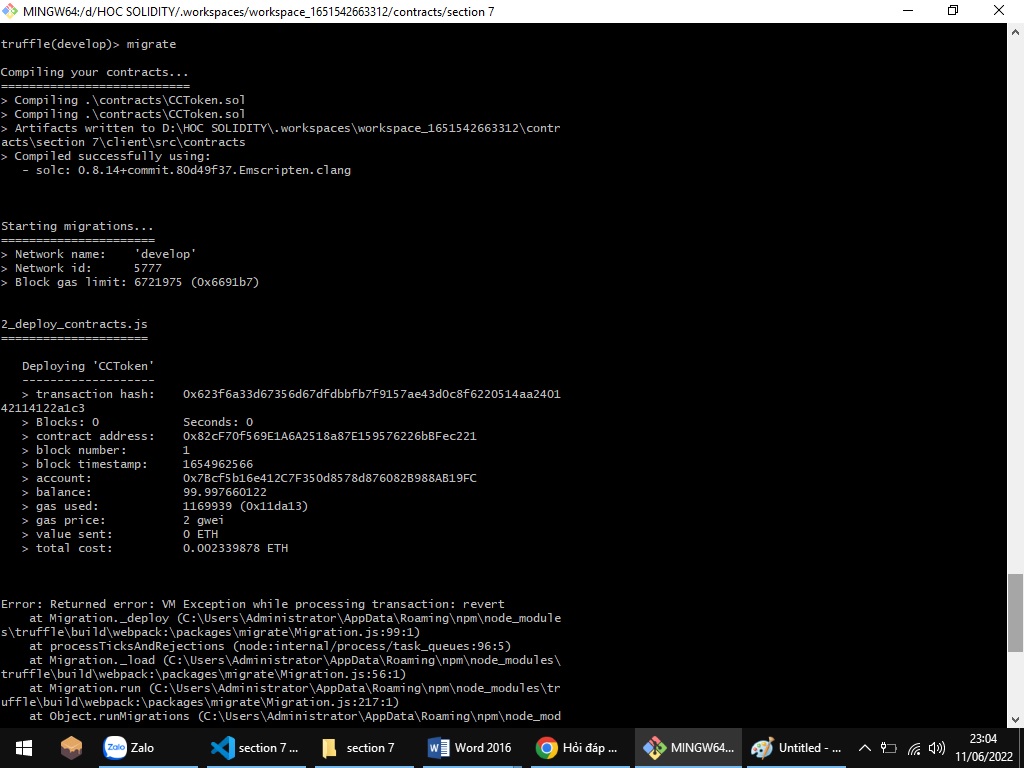 MINGW64:/d/HOC SOLIDITY/.workspaces/workspace_1651542663312/contracts/section 7
truffle(develop)> migrate
Compiling your contracts...
===========================
> Compiling .\contracts\CCToken.sol
> Compiling .\contracts\CCToken.sol
> Artifacts written to D:\HOC SOLIDITY\.workspaces\workspace_1651542663312\contr
acts\section 7\client\src\contracts
> Compiled successfully using:
   - solc: 0.8.14+commit.80d49f37.Emscripten.clang
Starting migrations...
======================
> Network name:    'develop'
> Network id:      5777
> Block gas limit: 6721975 (0x6691b7)
2_deploy_contracts.js
=====================
   Deploying 'CCToken'
   -------------------
   > transaction hash:    0x623f6a33d67356d67dfdbbfb7f9157ae43d0c8f6220514aa2401
42114122a1c3
   > Blocks: 0            Seconds: 0
   > contract address:    0x82cF70f569E1A6A2518a87E159576226bBFec221
   > block number:        1
   > block timestamp:     1654962566
   > account:             0x7Bcf5b16e412C7F350d8578d876082B988AB19FC
   > balance:             99.997660122
   > gas used:            1169939 (0x11da13)
   > gas price:           2 gwei
   > value sent:          0 ETH
   > total cost:          0.002339878 ETH
Error: Returned error: VM Exception while processing transaction: revert
    at Migration._deploy (C:\Users\Administrator\AppData\Roaming\npm\node_module
s\truffle\build\webpack:\packages\migrate\Migration.js:99:1)
    at processTicksAndRejections (node:internal/process/task_queues:96:5)
    at Migration._load (C:\Users\Administrator\AppData\Roaming\npm\node_modules\
truffle\build\webpack:\packages\migrate\Migration.js:56:1)
    at Migration.run (C:\Users\Administrator\AppData\Roaming\npm\node_modules\tr
uffle\build\webpack:\packages\migrate\Migration.js:217:1)
    at Object.runMigrations (C:\Users\Administrator\AppData\Roaming\npm\node_mod
Zalo Zalo section 7 ... section 7 Word 2016 Hỏi đáp ... MINGW64... Untitled - ... 23:04
11/06/2022